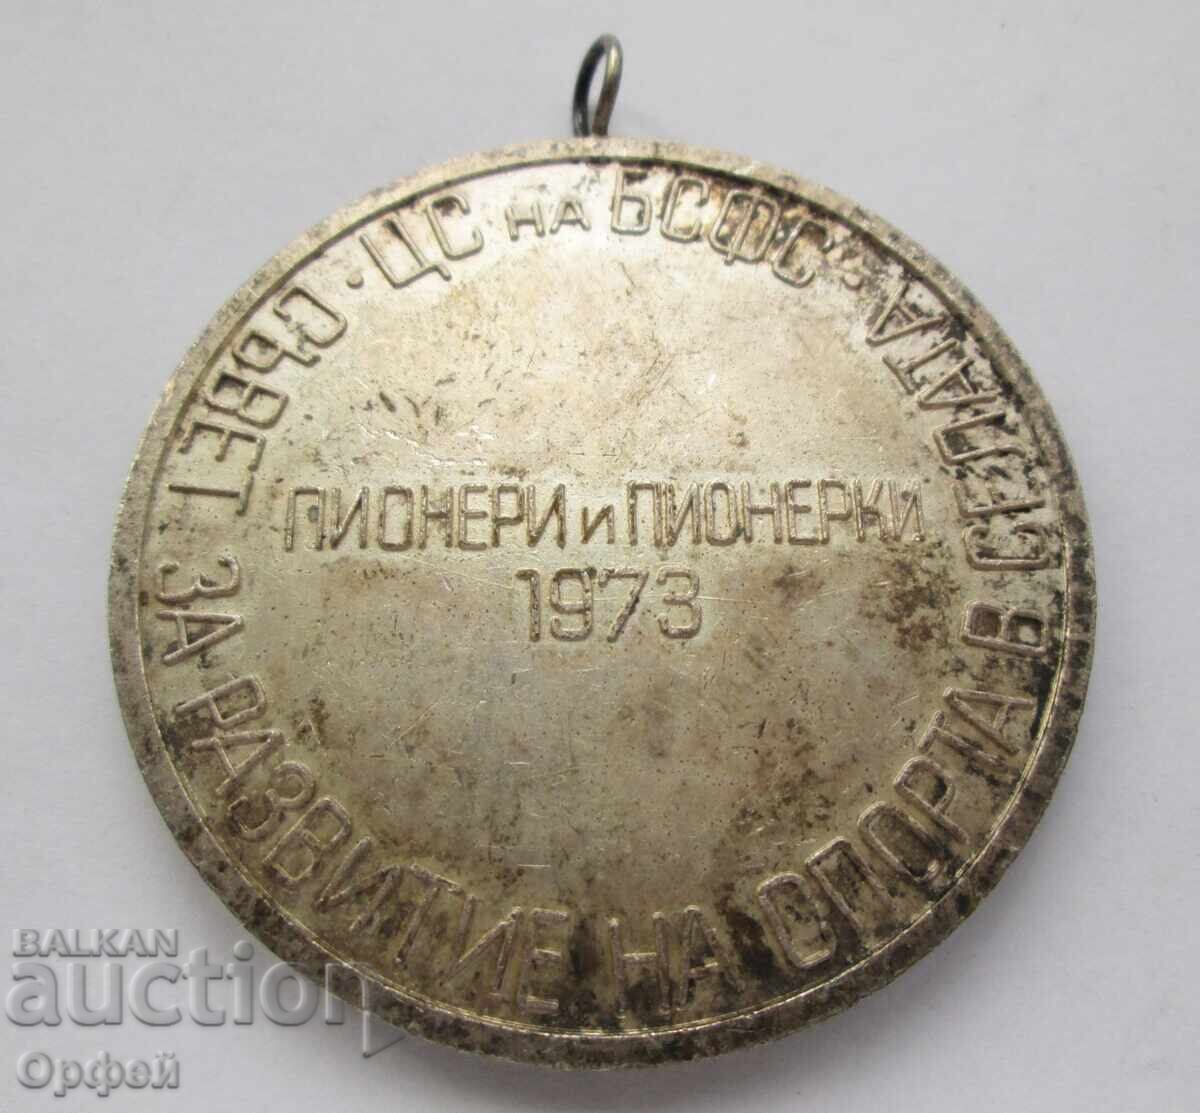 · ЦС НА БСФС ·
СЪВЕТ ЗА РАЗВИТИЕ НА СПОРТА В СЕЛАТА
ПИОНЕРИ И ПИОНЕРКИ
1973
BALKAN
auction
Орфей